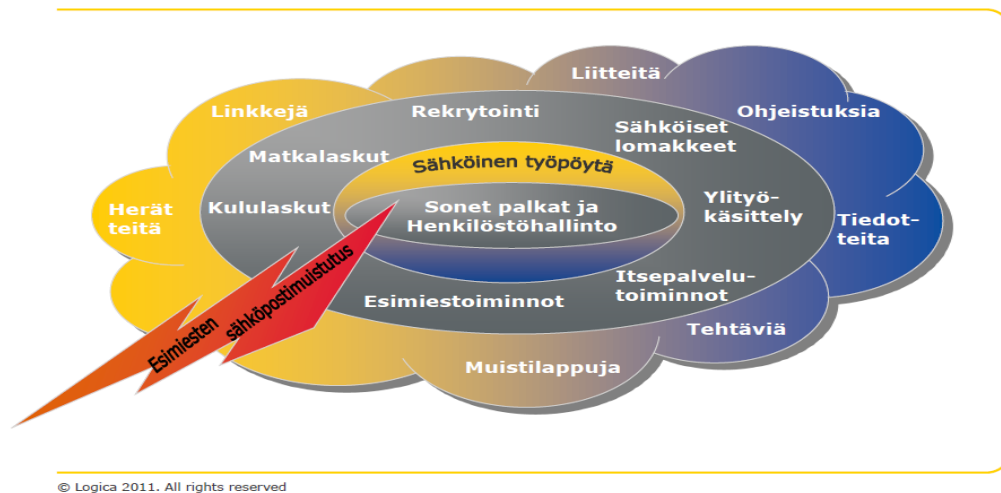 Liitteitä
Linkkejä
Rekrytointi
Ohjeistuksia
Sähköiset
lomakkeet
Matkalaskut
Sähköinen työpöytä
Herät
teitä
Kululaskut
Sonet palkat ja
Henkilöstöhallinto
Ylityö-
käsittely
Tiedot-
teita
Esimiesten
sähköpostimuistutus
Itsepalvelu-
toiminnot
Esimiestoiminnot
Tehtäviä
Muistilappuja
© Logica 2011. All rights reserved